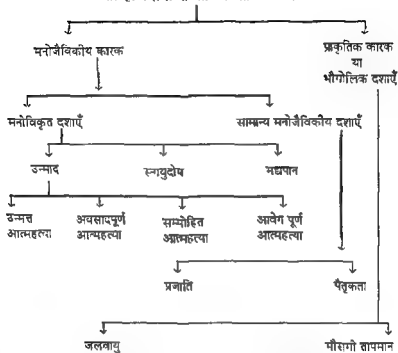 मनोजैविकीय कारक
प्राकृतिक कारक
या
भौगोलिक दशाएँ
मनोविकृत दशाएँ
सामान्य मनोजैविकीय दशाएँ
उन्माद
स्नायुदोष
मद्यपान
उन्मत्त
आत्महत्या
अवसादपूर्ण
आत्महत्या
सम्मोहित
आत्महत्या
आवेग पूर्ण
आत्महत्या
प्रजाति
पैतृकता
जलवायु
मौसमी तापमान